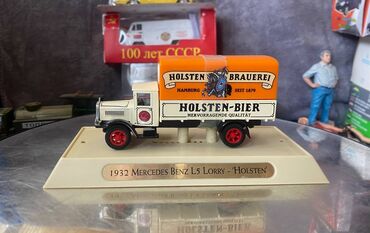 100 лет СССР
HOLSTEN BRAUEREI
HAMBURG SEIT 1879
HOLSTEN-BIER
HERVORRAGENDE QUALITÄT
1932 MERCEDES BENZ L5 LORRY - 'HOLSTEN'